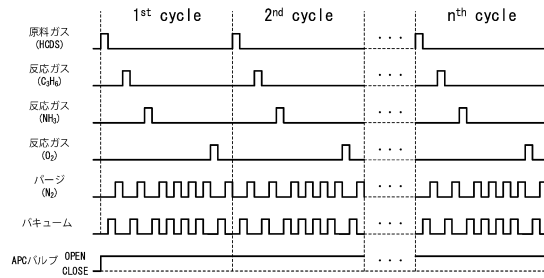 1st cycle 2nd cycle nth cycle
原料ガス
(HCDS)
反応ガス
(C3H6)
反応ガス
(NH3)
反応ガス
(O2)
パージ
(N2)
バキューム
APCバルブ OPEN
CLOSE